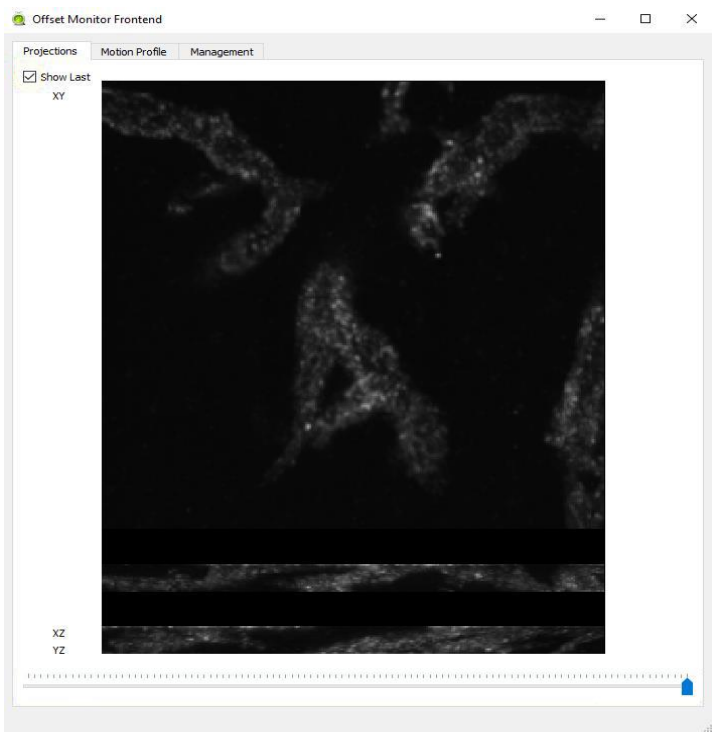 Offset Monitor Frontend
Projections Motion Profile Management
Show Last
XY
XZ
YZ